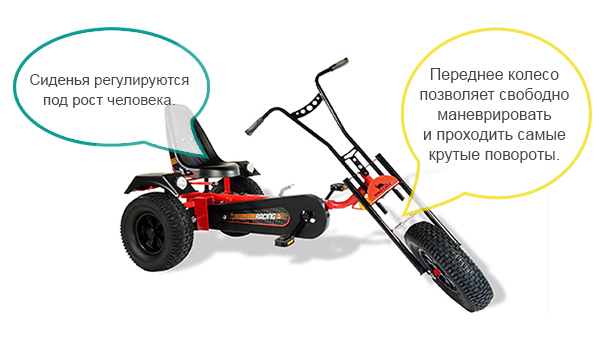 Сиденья регулируются
под рост человека.
Переднее колесо
позволяет свободно
маневрировать
и проходить самые
крутые повороты.
RACING